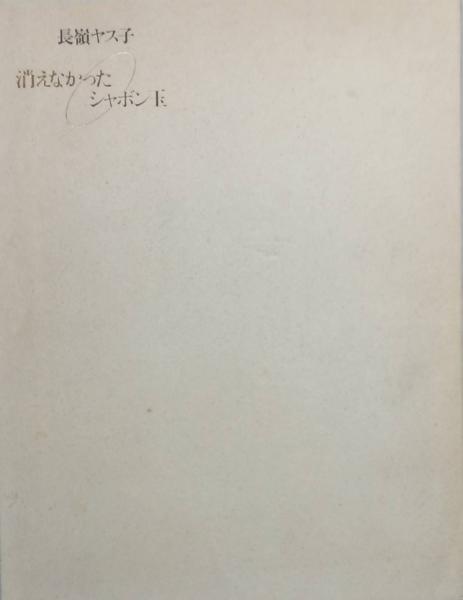 長嶺ヤス子
消えなかった
シャボン玉